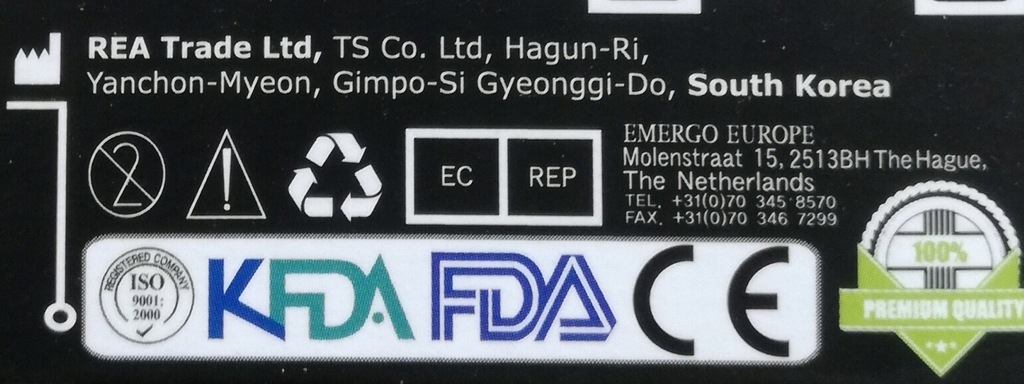 REA Trade Ltd, TS Co. Ltd, Hagun-Ri,
Yanchon-Myeon, Gimpo-Si Gyeonggi-Do, South Korea
2
!
EC REP
EMERGO EUROPE
Molenstraat 15, 2513BH The Hague,
The Netherlands
TEL. +31(0)70 345 8570
FAX. +31(0)70 346 7299
REGISTERED COMPANY
ISO
9001:
2000
KFDA
FDA
CE
100%
PREMIUM QUALITY